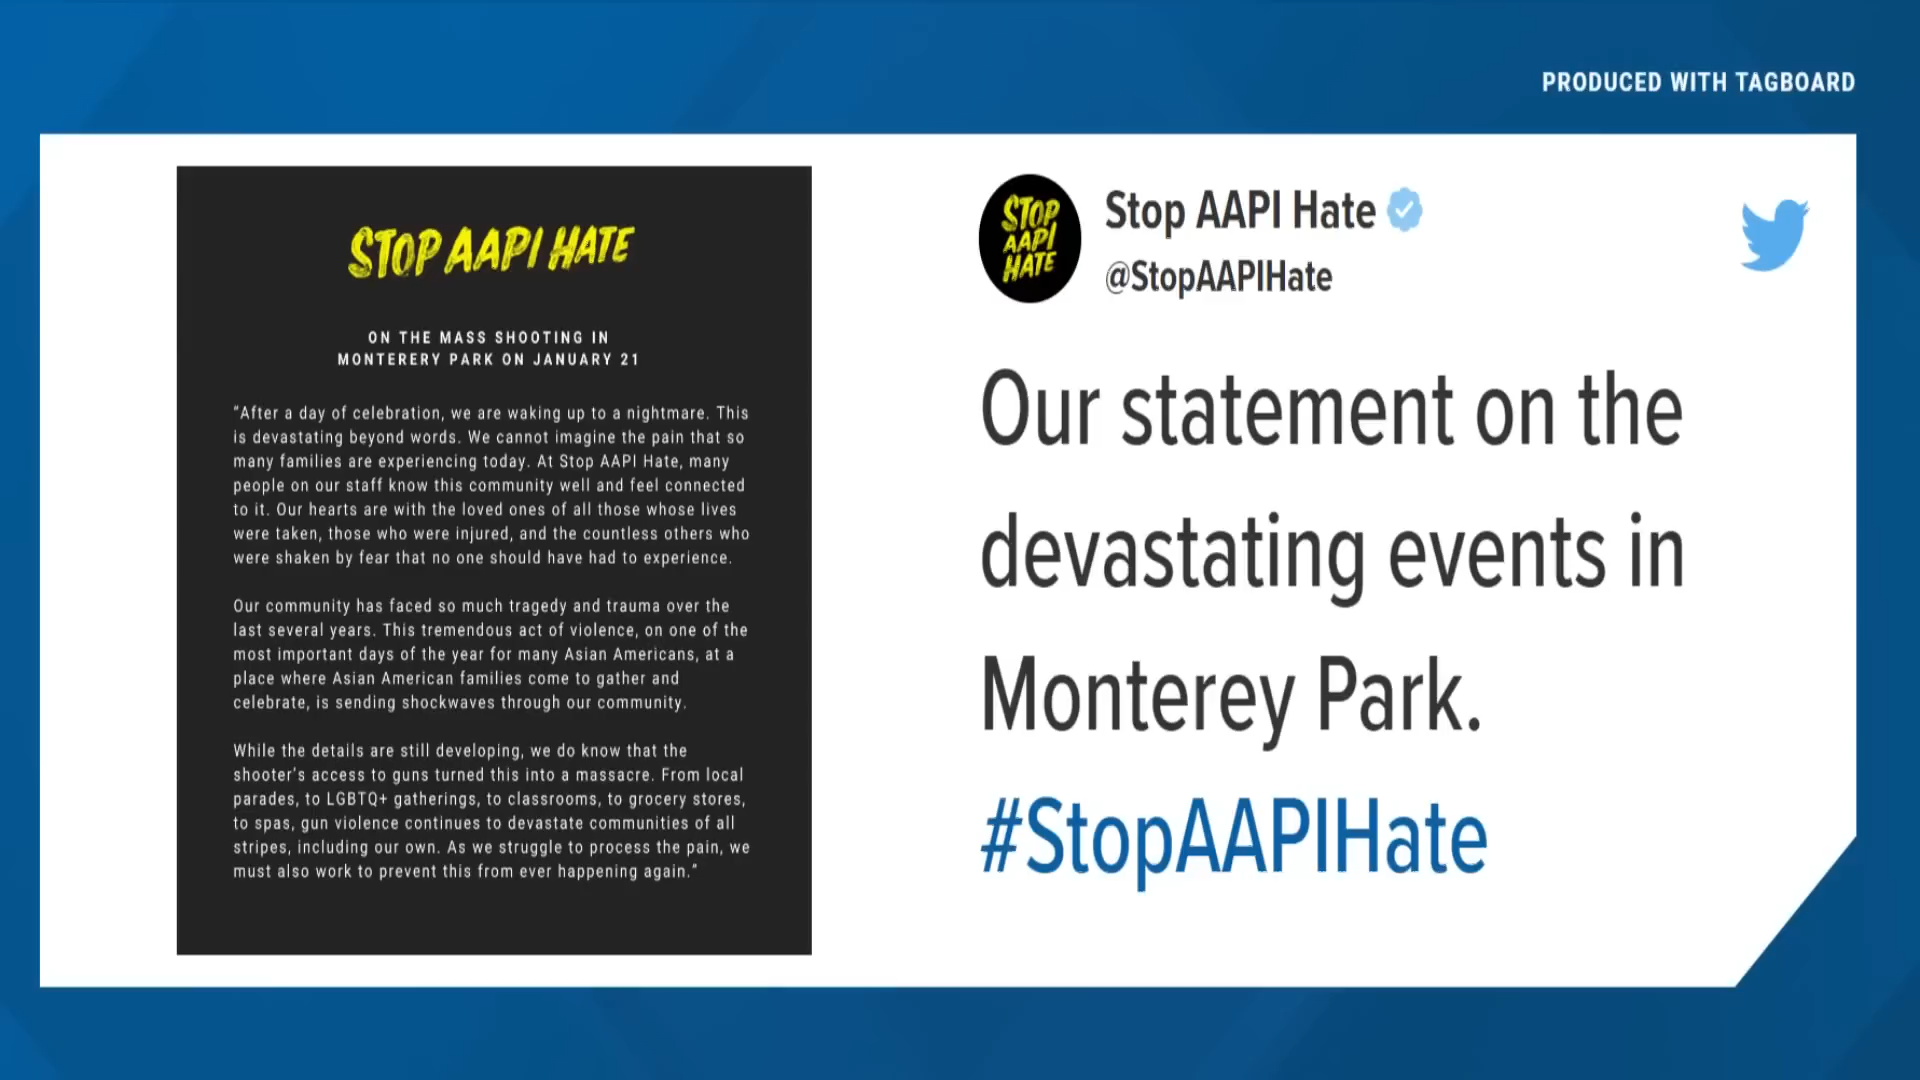 PRODUCED WITH TAGBOARD
STOP AAPI HATE
ON THE MASS SHOOTING IN
MONTERERY PARK ON JANUARY 21
“After a day of celebration, we are waking up to a nightmare. This
is devastating beyond words. We cannot imagine the pain that so
many families are experiencing today. At Stop AAPI Hate, many
people on our staff know this community well and feel connected
to it. Our hearts are with the loved ones of all those whose lives
were taken, those who were injured, and the countless others who
were shaken by fear that no one should have had to experience.
Our community has faced so much tragedy and trauma over the
last several years. This tremendous act of violence, on one of the
most important days of the year for many Asian Americans, at a
place where Asian American families come to gather and
celebrate, is sending shockwaves through our community.
While the details are still developing, we do know that the
shooter’s access to guns turned this into a massacre. From local
parades, to LGBTQ+ gatherings, to classrooms, to grocery stores,
to spas, gun violence continues to devastate communities of all
stripes, including our own. As we struggle to process the pain, we
must also work to prevent this from ever happening again.”
STOP
AAPI
HATE
Stop AAPI Hate
@StopAAPIHate
Our statement on the
devastating events in
Monterey Park.
#StopAAPIHate